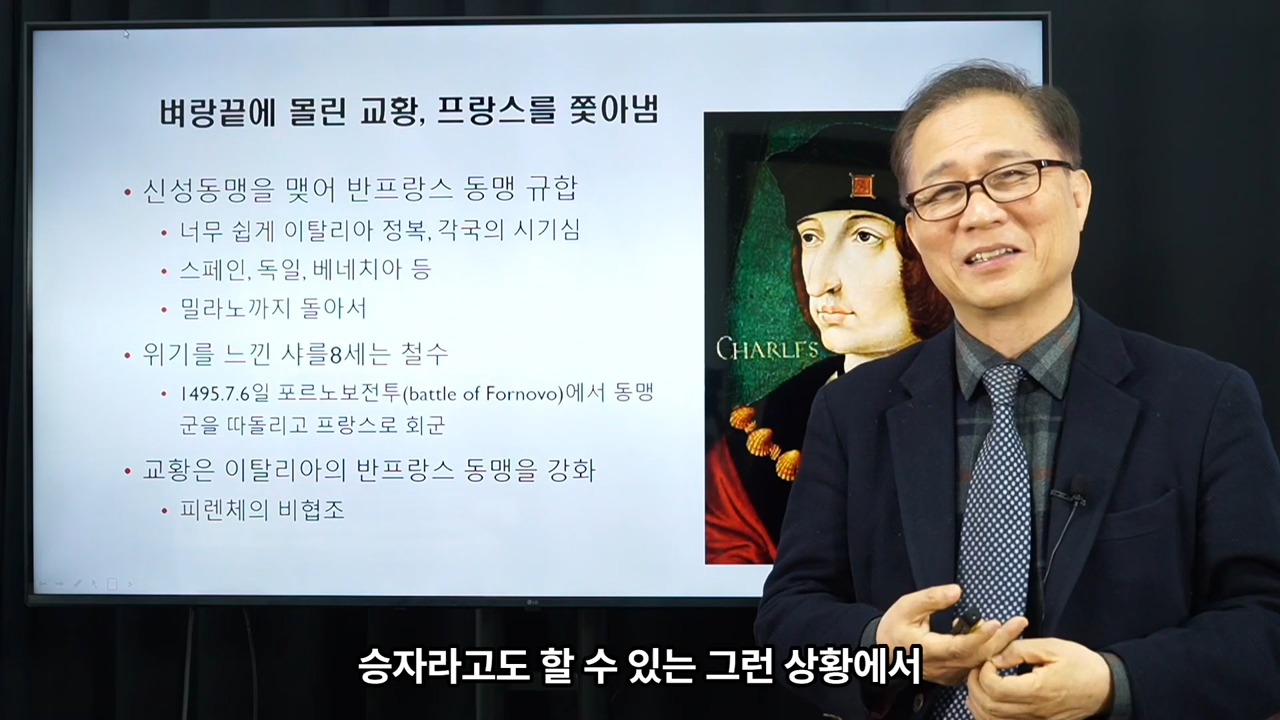 벼랑끝에 몰린 교황, 프랑스를 쫓아냄
• 신성동맹을 맺어 반프랑스 동맹 규합
• 너무 쉽게 이탈리아 정복, 각국의 시기심
• 스페인, 독일, 베네치아 등
• 밀라노까지 돌아서
• 위기를 느낀 샤를8세는 철수
• 1495.7.6일 포르노보전투(battle of Fornovo)에서 동맹
군을 따돌리고 프랑스로 회군
• 교황은 이탈리아의 반프랑스 동맹을 강화
• 피렌체의 비협조
CHARLES
LG
승자라고도 할 수 있는 그런 상황에서